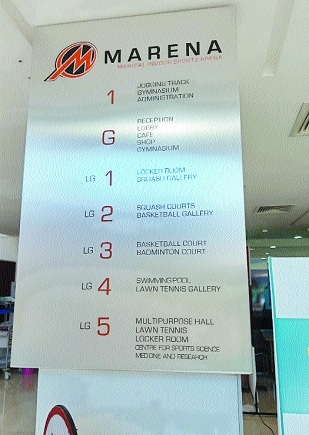 MARENA
MANIPAL INDOOR SPORTS ARENA
1 JOGGING TRACK
GYMNASIUM
ADMINISTRATION
G RECEPTION
LOBBY
CAFE
SHOP
GYMNASIUM
LG 1 LOCKER ROOM
SQUASH GALLERY
LG 2 SQUASH COURTS
BASKETBALL GALLERY
LG 3 BASKETBALL COURT
BADMINTON COURT
LG 4 SWIMMING POOL
LAWN TENNIS GALLERY
LG 5 MULTIPURPOSE HALL
LAWN TENNIS
LOCKER ROOM
CENTRE FOR SPORTS SCIENCE
MEDICINE AND RESEARCH